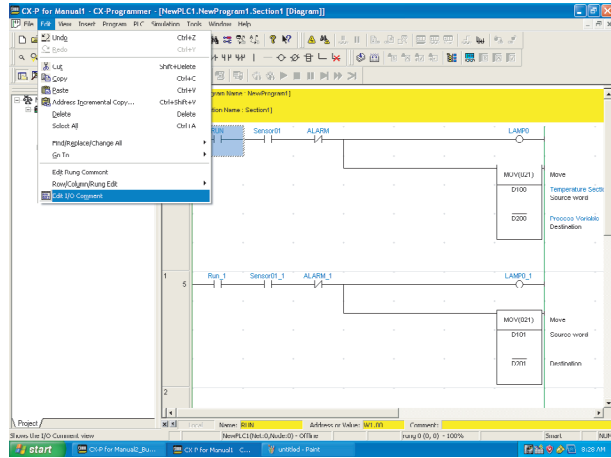 CX-P for Manual1 - CX-Programmer - [NewPLC1.NewProgram1.Section1 [Diagram]]
File Edit View Insert Program PLC Simulation Tools Window Help
Undo Ctrl+Z
Redo Ctrl+Y
Cut Shift+Delete
Copy Ctrl+C
Paste Ctrl+V
Address Incremental Copy... Ctrl+Shift+V
Delete Delete
Select All Ctrl+A
Find/Replace/Change All
Go To
Edit Rung Comment
Row/Column/Rung Edit
Edit I/O Comment
gram Name : NewProgram1]
tion Name : Section1]
RUN Sensor01 ALARM LAMP0
MOV(021) Move
D100 Temperature Secti
Source word
D200 Process Variable
Destination
1
5
Run_1 Sensor01_1 ALARM_1 LAMP0_1
MOV(021) Move
D101 Source word
D201 Destination
2
Project
Local Name: RUN Address or Value: W1.00 Comment:
Shows the I/O Comment view NewPLC1(Net:0,Node:0) - Offline rung 0 (0, 0) - 100% Smart NUM
start CX-P for Manual2_Bu... CX-P for Manual1 C... untitled - Paint 8:28 AM